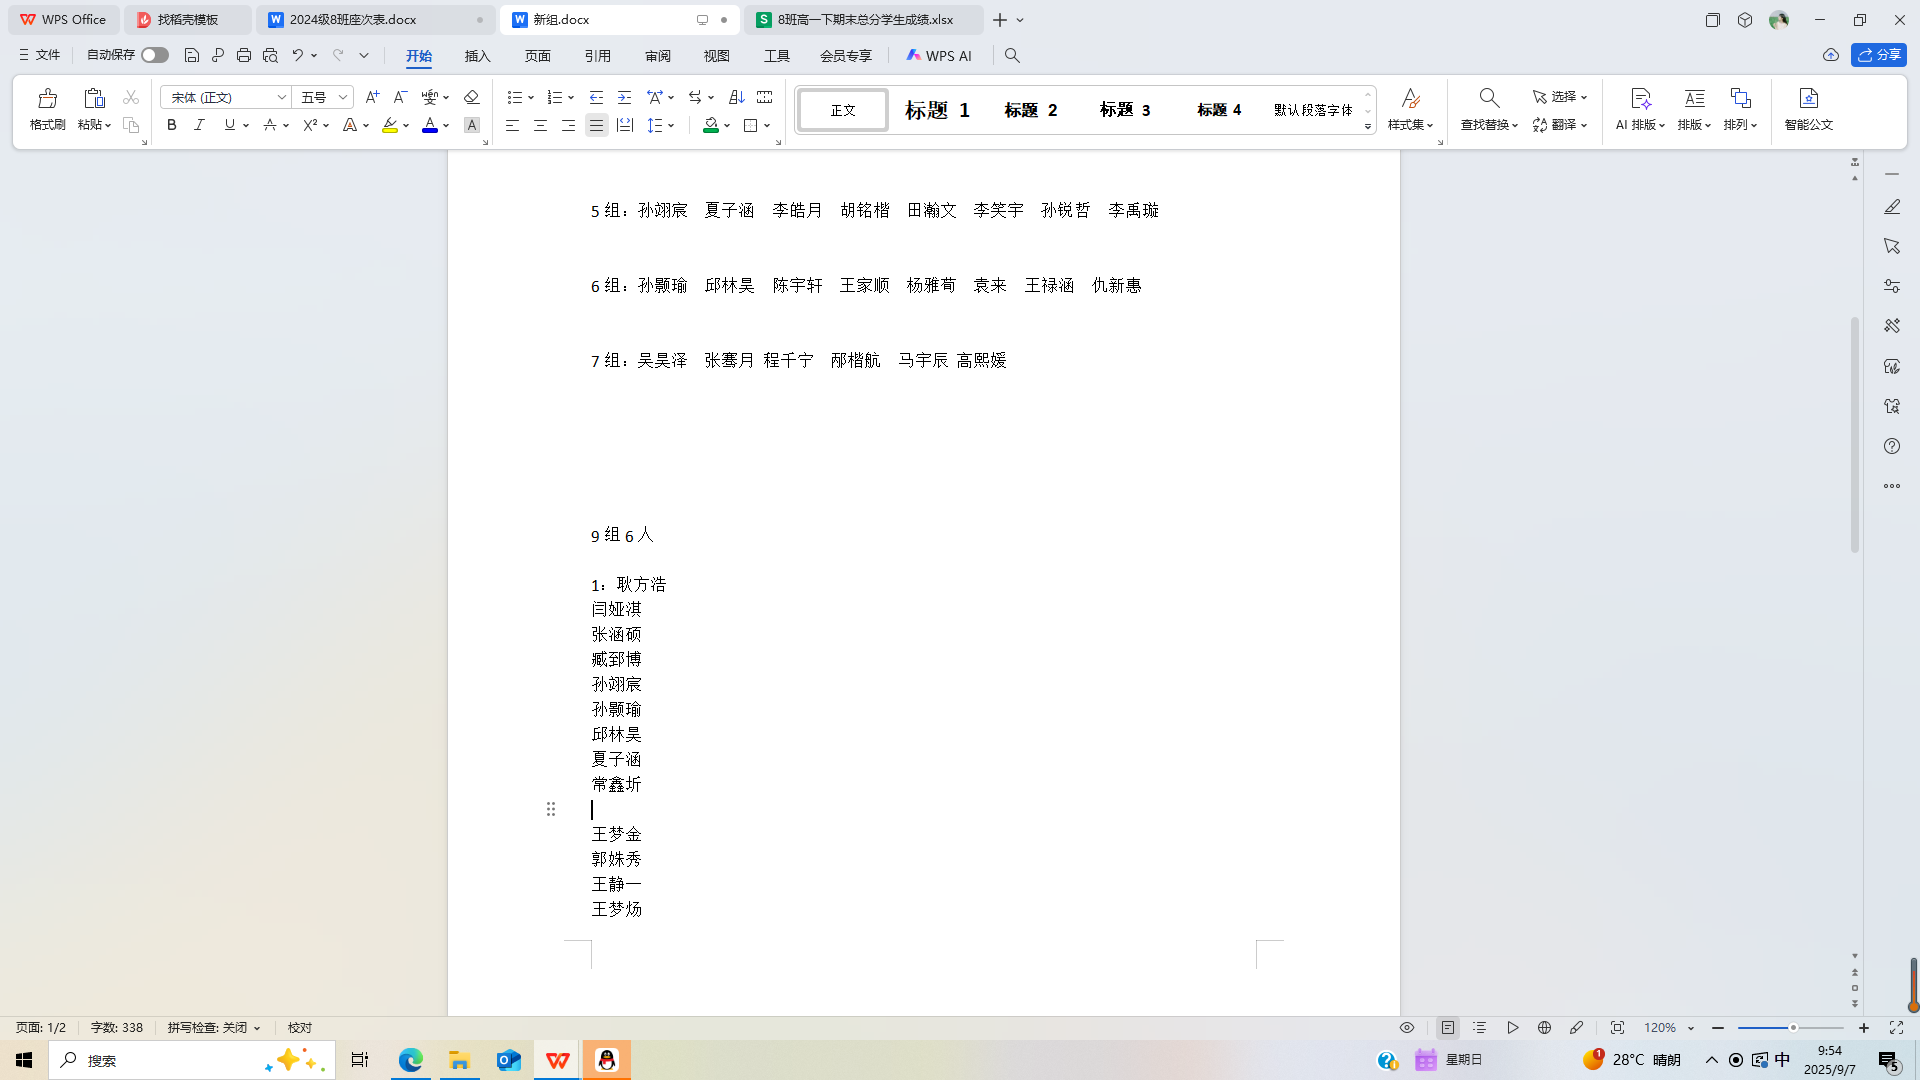 WPS Office 找稻壳模板 2024级8班座次表.docx 新组.docx 8班高一下期末总分学生成绩.xlsx
文件 自动保存 开始 插入 页面 引用 审阅 视图 工具 会员专享 WPS AI 分享
宋体 (正文) 五号
格式刷 粘贴 正文 标题 1 标题 2 标题 3 标题 4 默认段落字体 样式集 查找替换 选择 翻译 AI 排版 排版 排列 智能公文
5 组：孙翊宸 夏子涵 李皓月 胡铭楷 田瀚文 李笑宇 孙锐哲 李禹璇
6 组：孙颢瑜 邱林昊 陈宇轩 王家顺 杨雅荀 袁来 王禄涵 仇新惠
7 组：吴昊泽 张骞月 程千宁 邴楷航 马宇辰 高熙媛
9 组 6 人
1：耿方浩
闫娅淇
张涵硕
臧郅博
孙翊宸
孙颢瑜
邱林昊
夏子涵
常鑫圻
王梦金
郭姝秀
王静一
王梦炀
页面: 1/2 字数: 338 拼写检查: 关闭 校对 120%
搜索 星期日 28°C 晴朗 中 9:54
2025/9/7 5